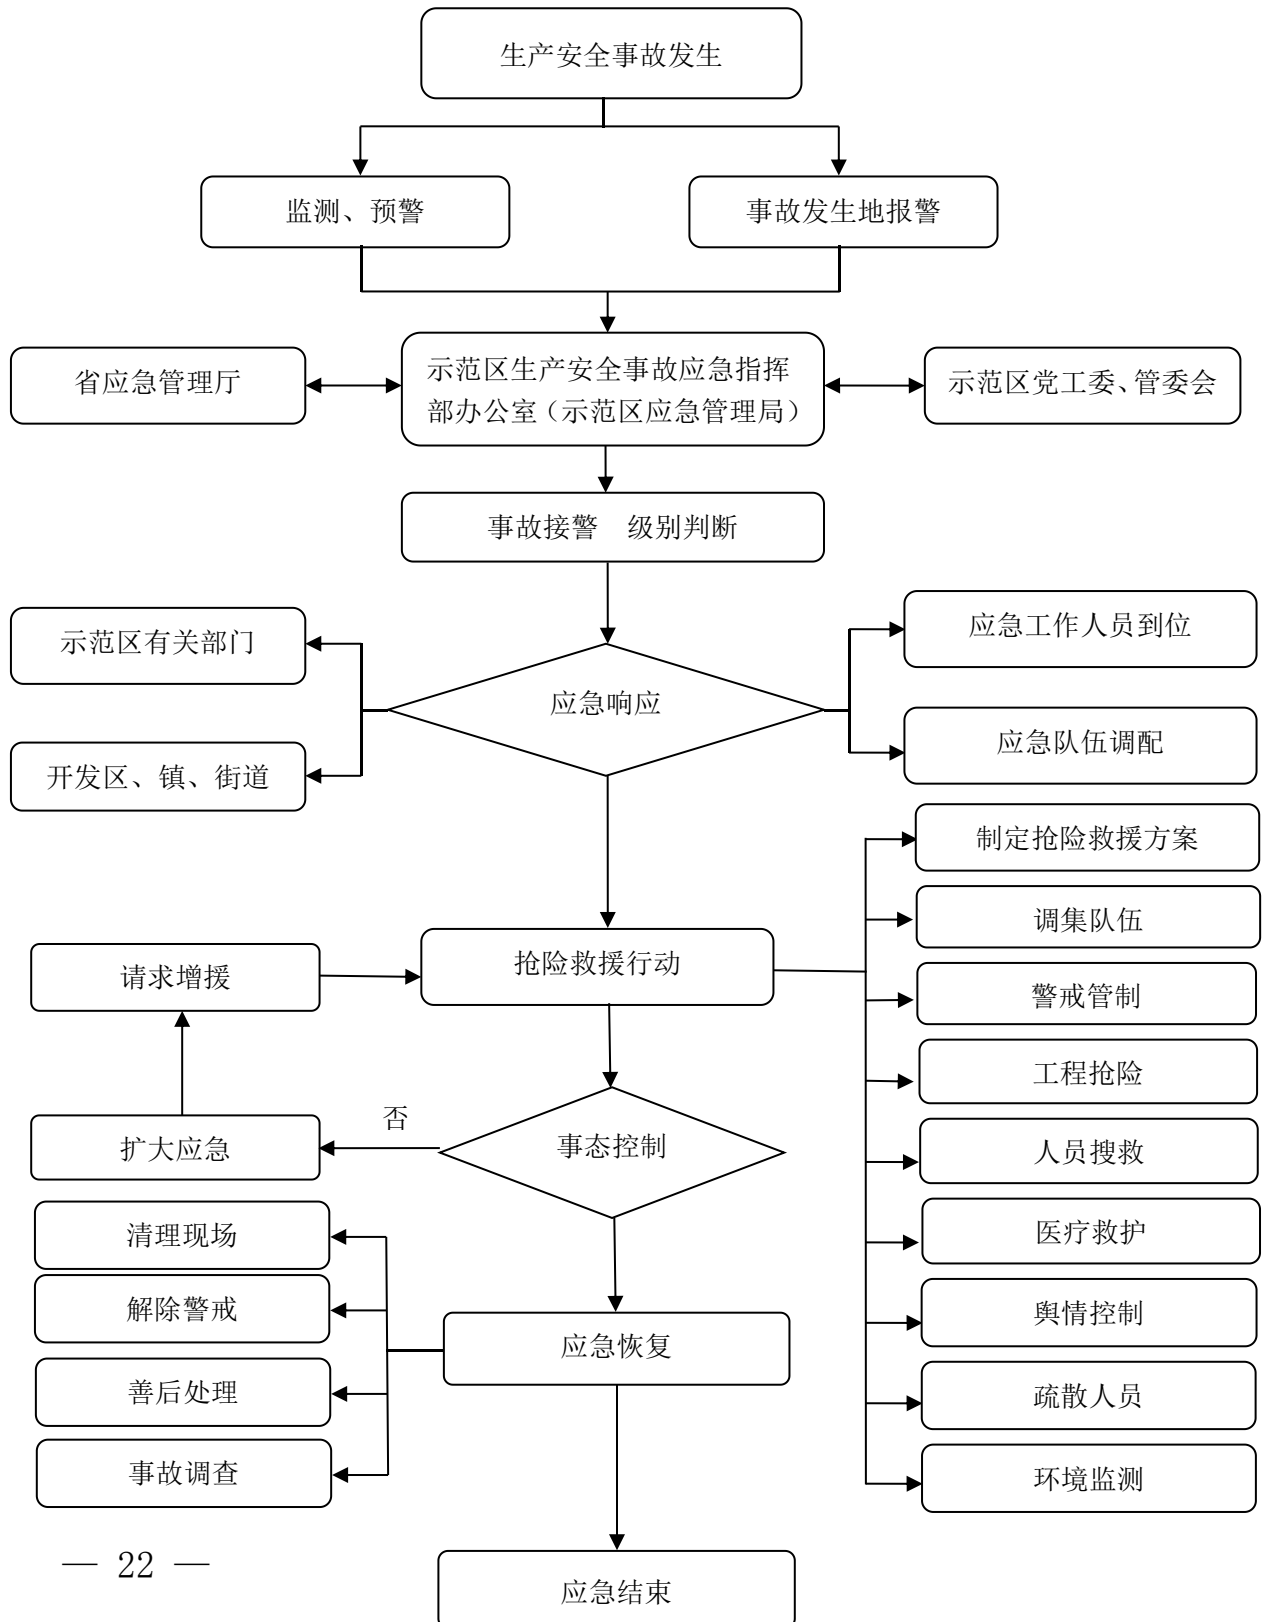 生产安全事故发生
监测、预警
事故发生地报警
省应急管理厅
示范区生产安全事故应急指挥
部办公室（示范区应急管理局）
示范区党工委、管委会
事故接警　级别判断
示范区有关部门
应急工作人员到位
应急响应
应急队伍调配
开发区、镇、街道
制定抢险救援方案
调集队伍
请求增援
抢险救援行动
警戒管制
工程抢险
否
扩大应急
事态控制
人员搜救
清理现场
医疗救护
解除警戒
应急恢复
舆情控制
善后处理
疏散人员
事故调查
环境监测
— 22 —
应急结束